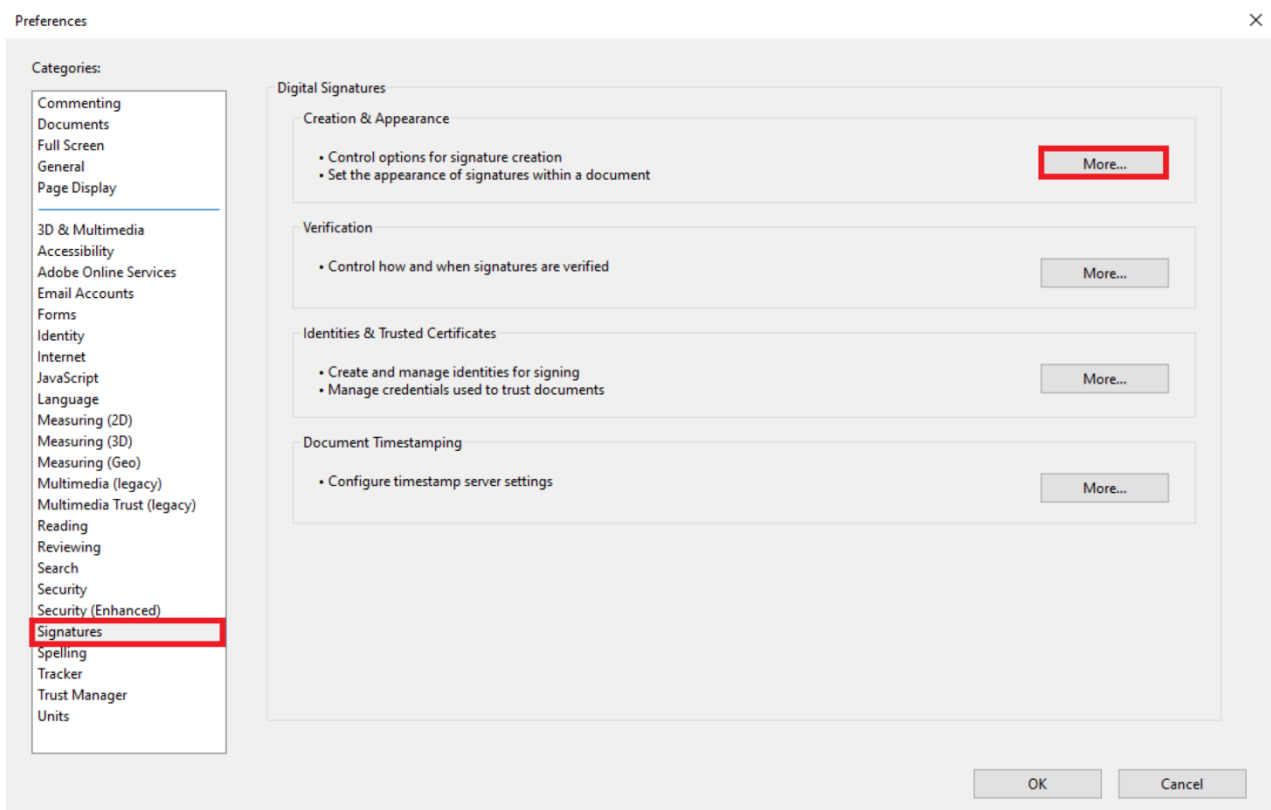 Preferences
Categories:
Commenting
Documents
Full Screen
General
Page Display
3D & Multimedia
Accessibility
Adobe Online Services
Email Accounts
Forms
Identity
Internet
JavaScript
Language
Measuring (2D)
Measuring (3D)
Measuring (Geo)
Multimedia (legacy)
Multimedia Trust (legacy)
Reading
Reviewing
Search
Security
Security (Enhanced)
Signatures
Spelling
Tracker
Trust Manager
Units
Digital Signatures
Creation & Appearance
• Control options for signature creation
• Set the appearance of signatures within a document
More...
Verification
• Control how and when signatures are verified
More...
Identities & Trusted Certificates
• Create and manage identities for signing
• Manage credentials used to trust documents
More...
Document Timestamping
• Configure timestamp server settings
More...
OK
Cancel